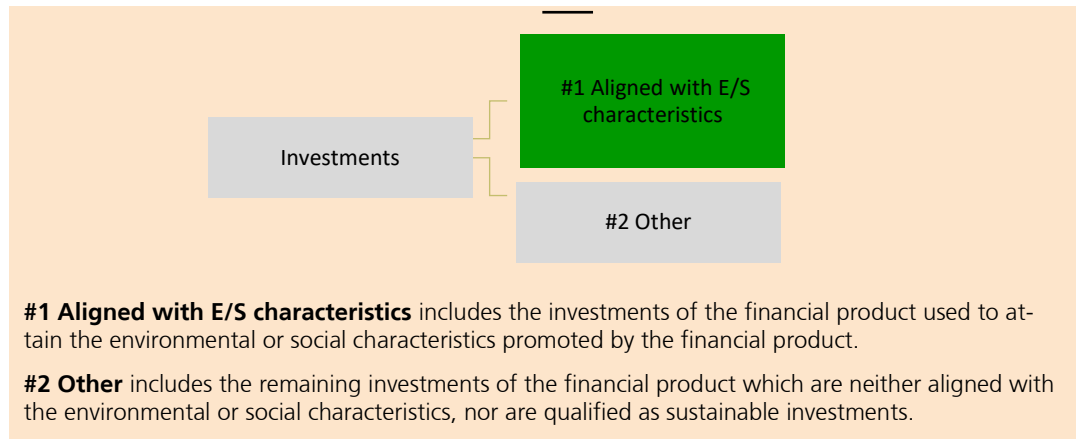 #1 Aligned with E/S
characteristics
Investments
#2 Other
#1 Aligned with E/S characteristics includes the investments of the financial product used to at-
tain the environmental or social characteristics promoted by the financial product.
#2 Other includes the remaining investments of the financial product which are neither aligned with
the environmental or social characteristics, nor are qualified as sustainable investments.